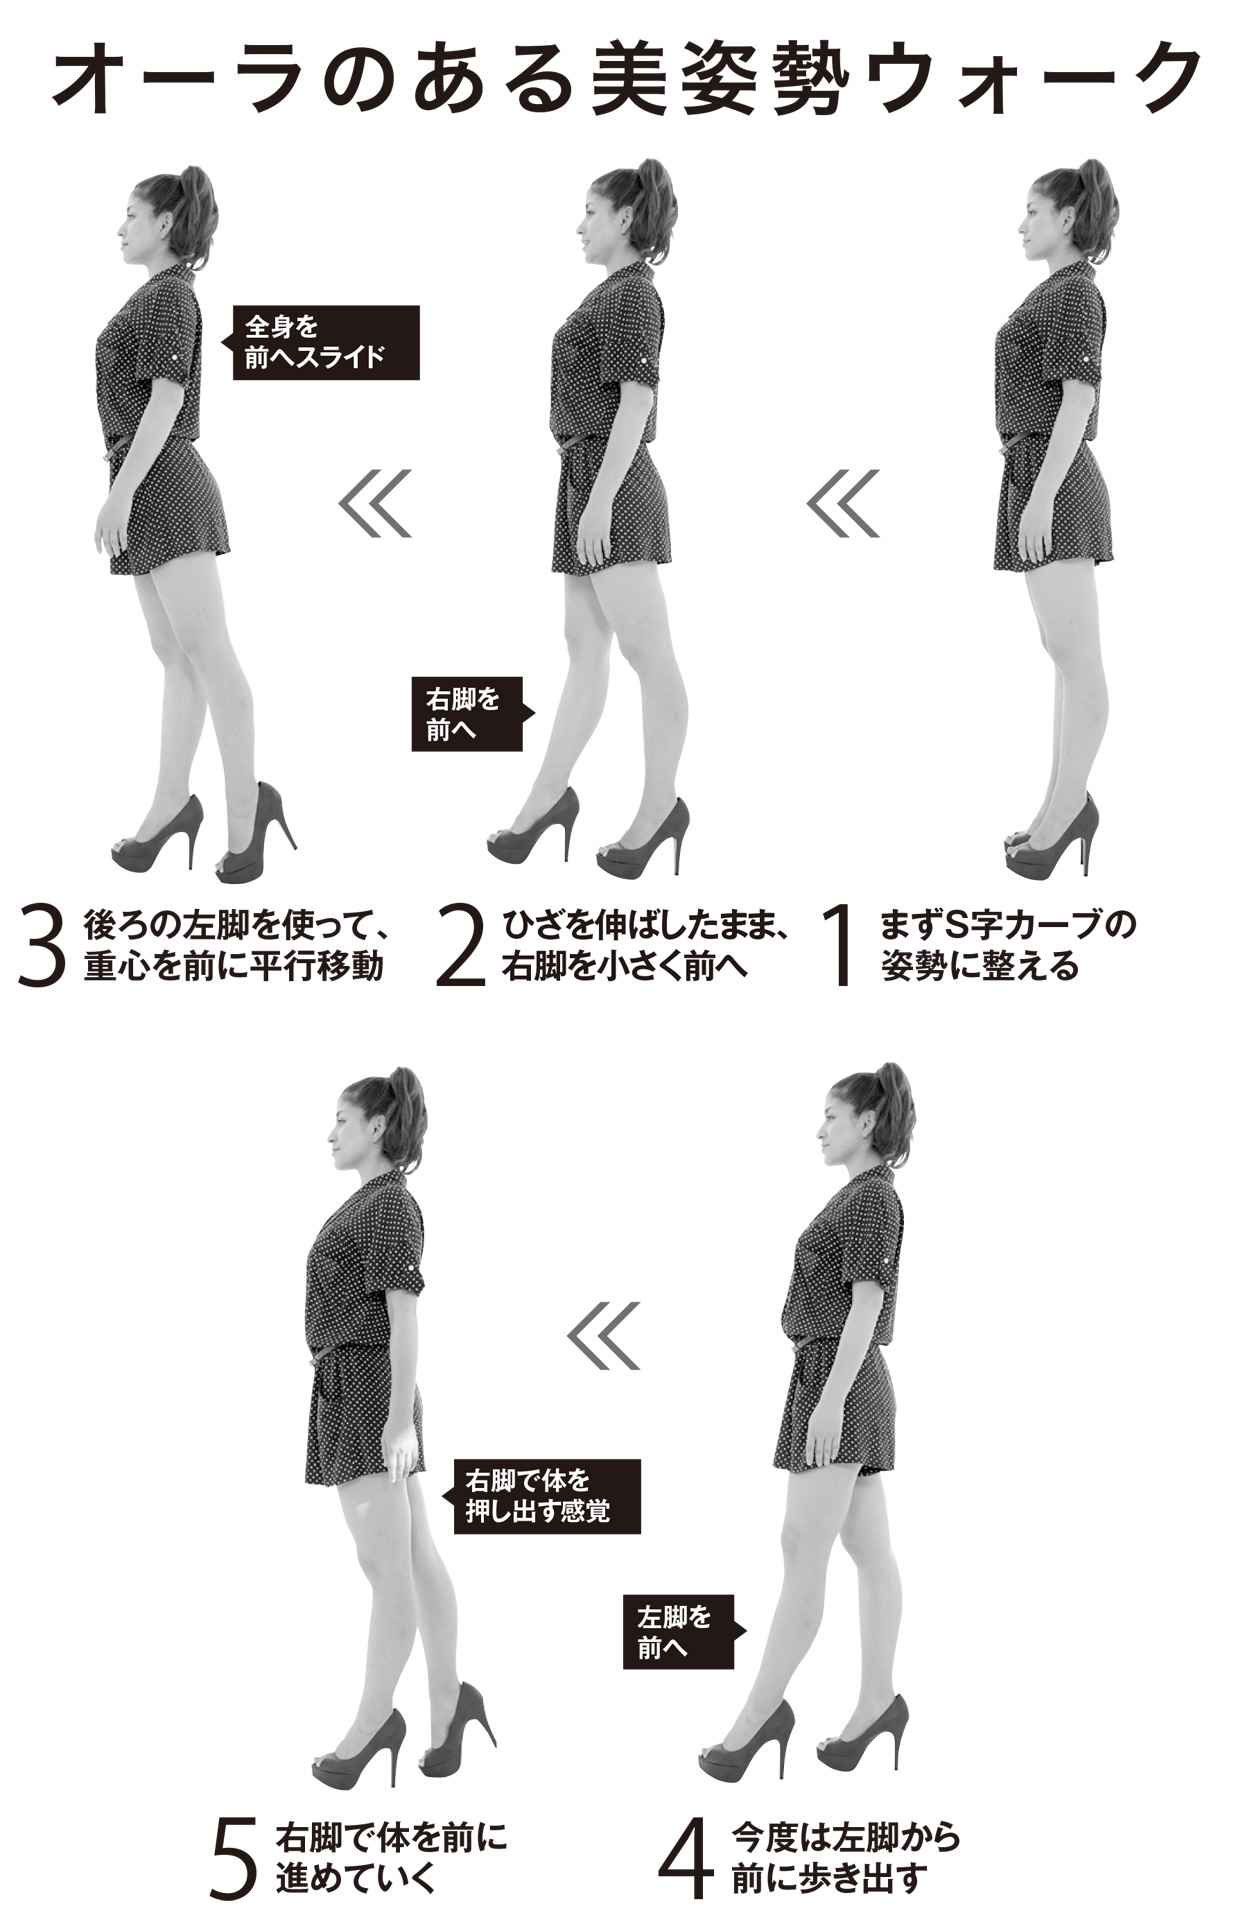 オーラのある美姿勢ウォーク
1 まずS字カーブの
姿勢に整える
右脚を
前へ
2 ひざを伸ばしたまま、
右脚を小さく前へ
全身を
前へスライド
3 後ろの左脚を使って、
重心を前に平行移動
左脚を
前へ
4 今度は左脚から
前に歩き出す
右脚で体を
押し出す感覚
5 右脚で体を前に
進めていく